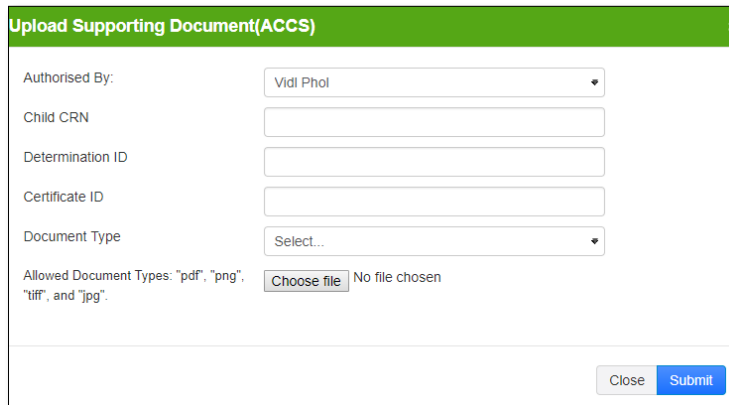 Upload Supporting Document(ACCS)
Authorised By:
Vidl Phol
Child CRN
Determination ID
Certificate ID
Document Type
Select...
Allowed Document Types: "pdf", "png",
"tiff", and "jpg".
Choose file No file chosen
Close Submit